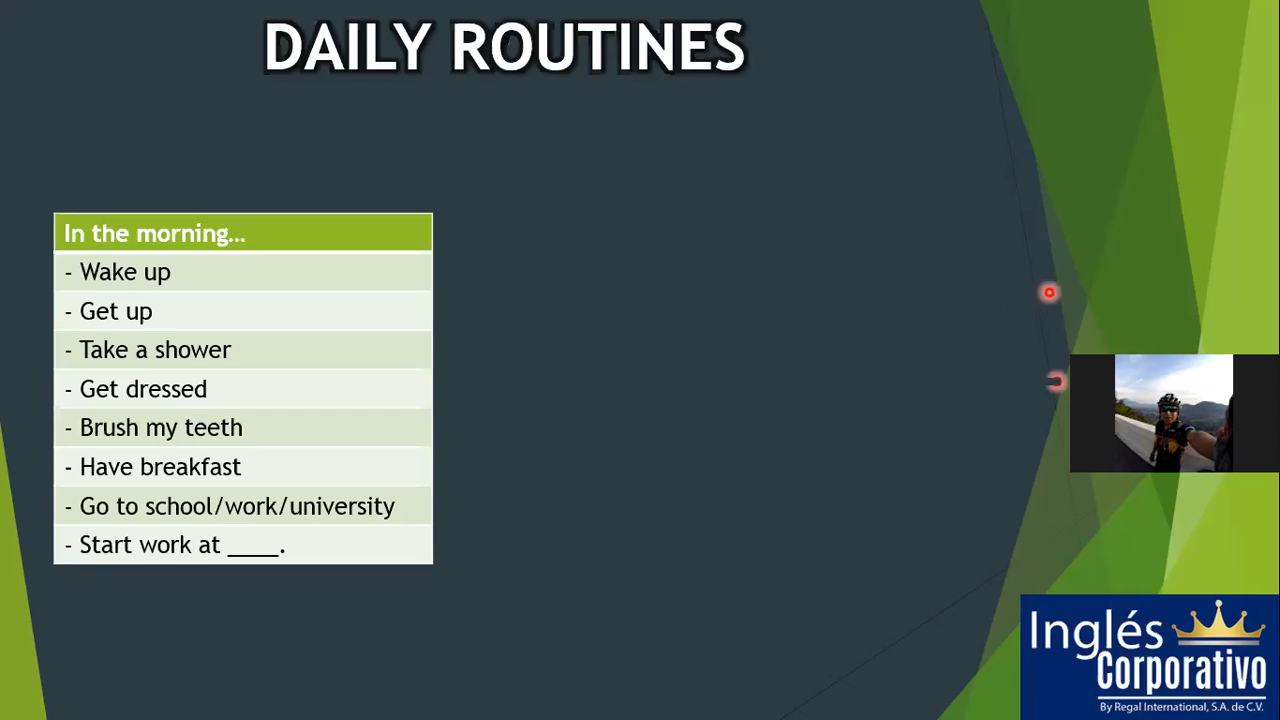 DAILY ROUTINES
In the morning…
- Wake up
- Get up
- Take a shower
- Get dressed
- Brush my teeth
- Have breakfast
- Go to school/work/university
- Start work at ____.
Inglés
Corporativo
By Regal International, S.A. de C.V.